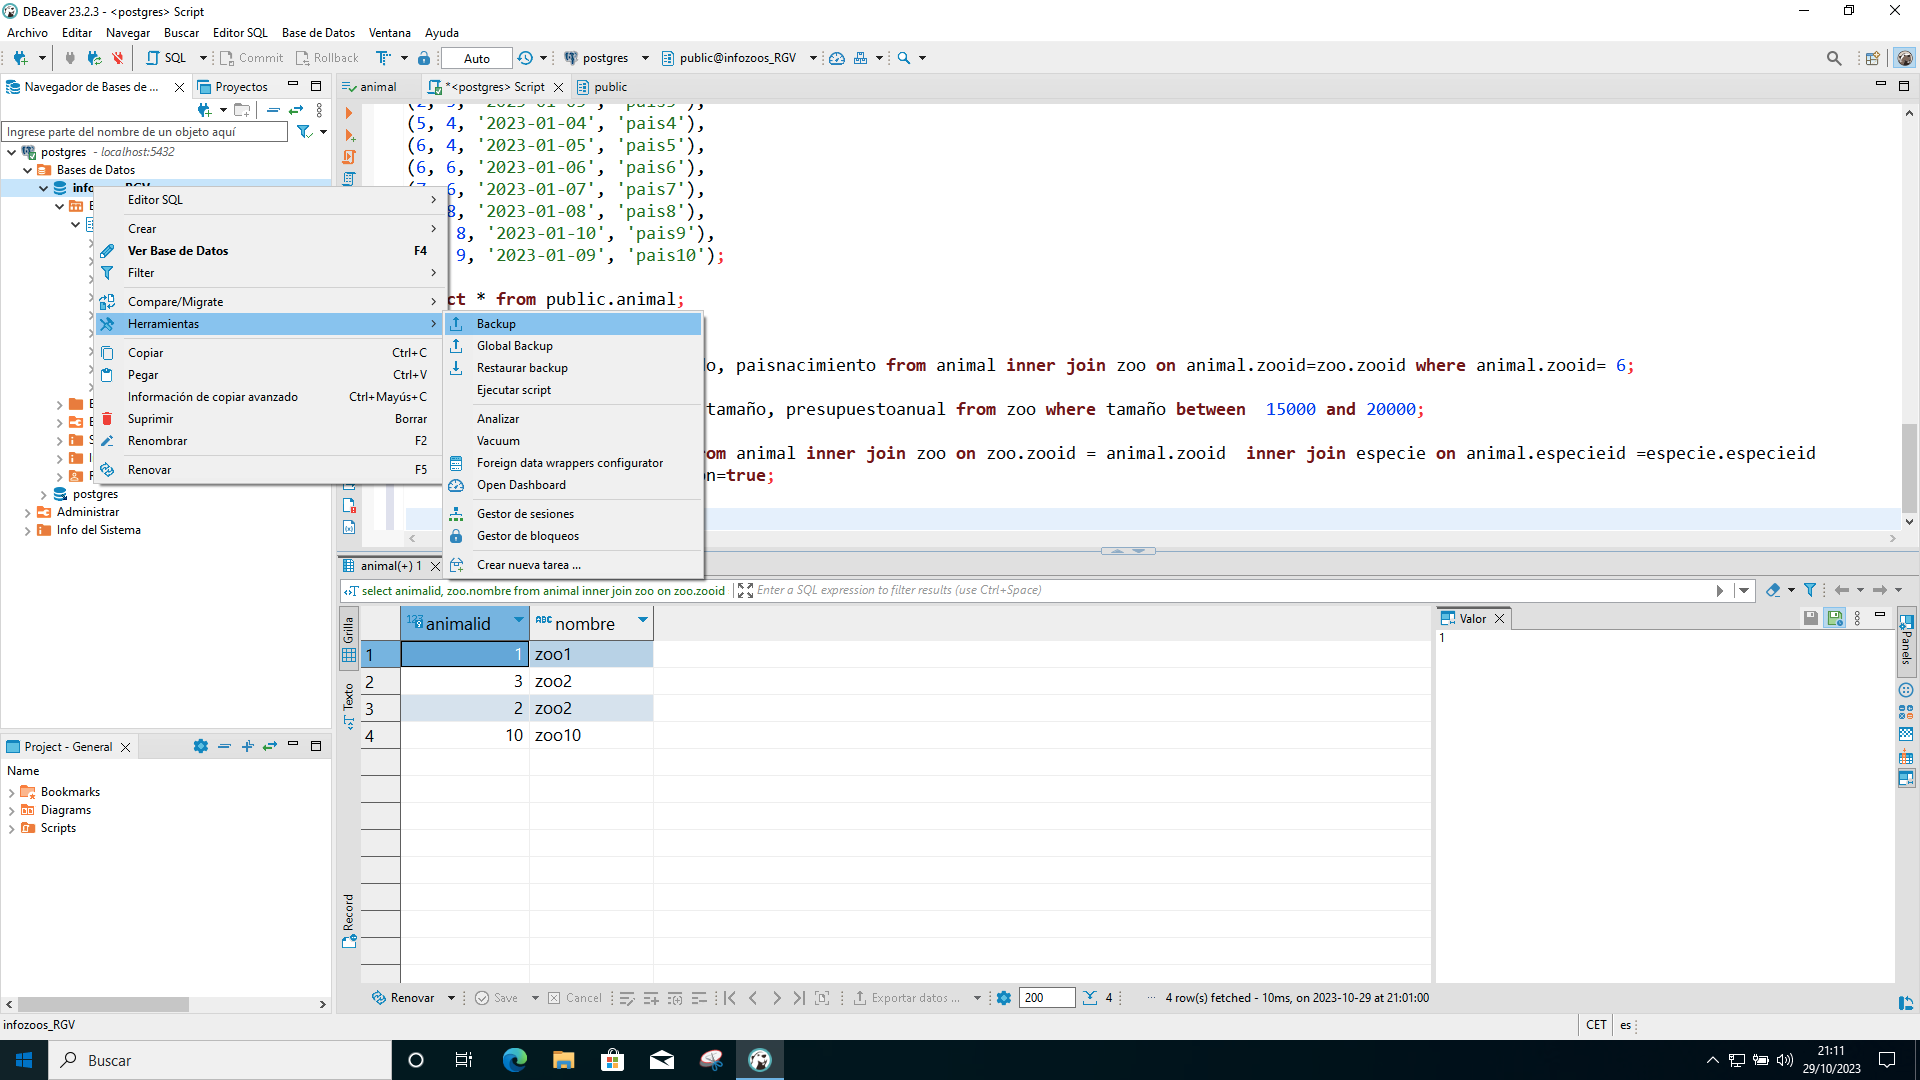 DBeaver 23.2.3 - <postgres> Script
Archivo Editar Navegar Buscar Editor SQL Base de Datos Ventana Ayuda
SQL Commit Rollback Auto postgres public@infozoos_RGV
Navegador de Bases de ... Proyectos
animal *<postgres> Script public
Ingrese parte del nombre de un objeto aquí
postgres - localhost:5432
Bases de Datos
Editor SQL
Crear
Ver Base de Datos F4
Filter
Compare/Migrate
Herramientas
Copiar Ctrl+C
Pegar Ctrl+V
Información de copiar avanzado Ctrl+Mayús+C
Suprimir Borrar
Renombrar F2
Renovar F5
Backup
Global Backup
Restaurar backup
Ejecutar script
Analizar
Vacuum
Foreign data wrappers configurator
Open Dashboard
Gestor de sesiones
Gestor de bloqueos
Crear nueva tarea ...
postgres
Administrar
Info del Sistema
(5, 4, '2023-01-04', 'pais4'),
(6, 4, '2023-01-05', 'pais5'),
(6, 6, '2023-01-06', 'pais6'),
6, '2023-01-07', 'pais7'),
8, '2023-01-08', 'pais8'),
8, '2023-01-10', 'pais9'),
9, '2023-01-09', 'pais10');
ct * from public.animal;
o, paisnacimiento from animal inner join zoo on animal.zooid=zoo.zooid where animal.zooid= 6;
tamaño, presupuestoanual from zoo where tamaño between 15000 and 20000;
om animal inner join zoo on zoo.zooid = animal.zooid inner join especie on animal.especieid =especie.especieid
n=true;
animal(+) 1
select animalid, zoo.nombre from animal inner join zoo on zoo.zooid
Enter a SQL expression to filter results (use Ctrl+Space)
Grilla
Texto
Record
123 animalid ABC nombre
1 1 zoo1
2 3 zoo2
3 2 zoo2
4 10 zoo10
Valor
1
Panels
Project - General
Name
Bookmarks
Diagrams
Scripts
Renovar Save Cancel Exportar datos ... 200 4 4 row(s) fetched - 10ms, on 2023-10-29 at 21:01:00
infozoos_RGV
CET es
Buscar
21:11
29/10/2023